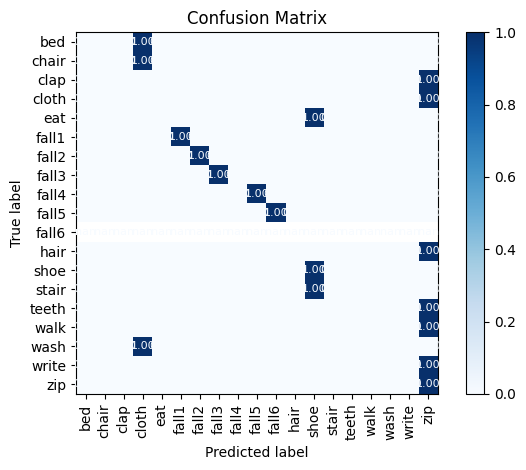 Confusion Matrix
True label
bed 1.00
chair 1.00
clap 1.00
cloth 1.00
eat 1.00
fall1 1.00
fall2 1.00
fall3 1.00
fall4 1.00
fall5 1.00
fall6
hair 1.00
shoe 1.00
stair 1.00
teeth 1.00
walk 1.00
wash 1.00
write 1.00
zip 1.00
bed chair clap cloth eat fall1 fall2 fall3 fall4 fall5 fall6 hair shoe stair teeth walk wash write zip
Predicted label
1.0
0.8
0.6
0.4
0.2
0.0